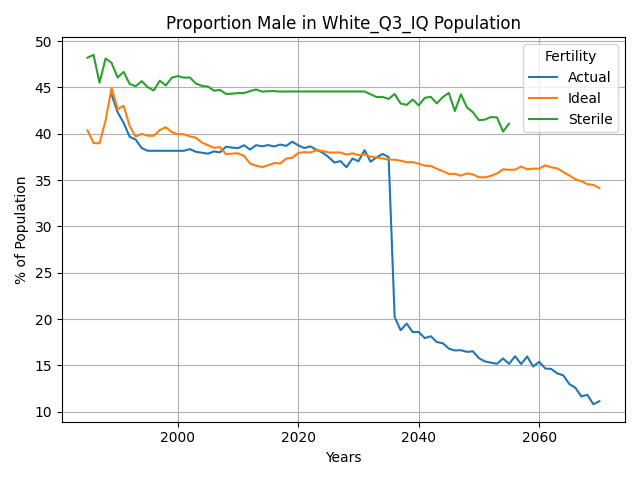 Proportion Male in White_Q3_IQ Population
% of Population
50
45
40
35
30
25
20
15
10
Fertility
Actual
Ideal
Sterile
2000
2020
2040
2060
Years